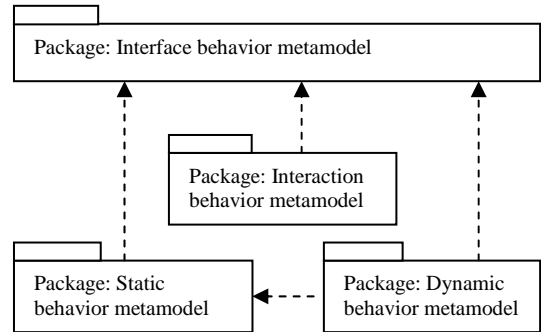 Package: Interface behavior metamodel
Package: Interaction
behavior metamodel
Package: Static
behavior metamodel
Package: Dynamic
behavior metamodel